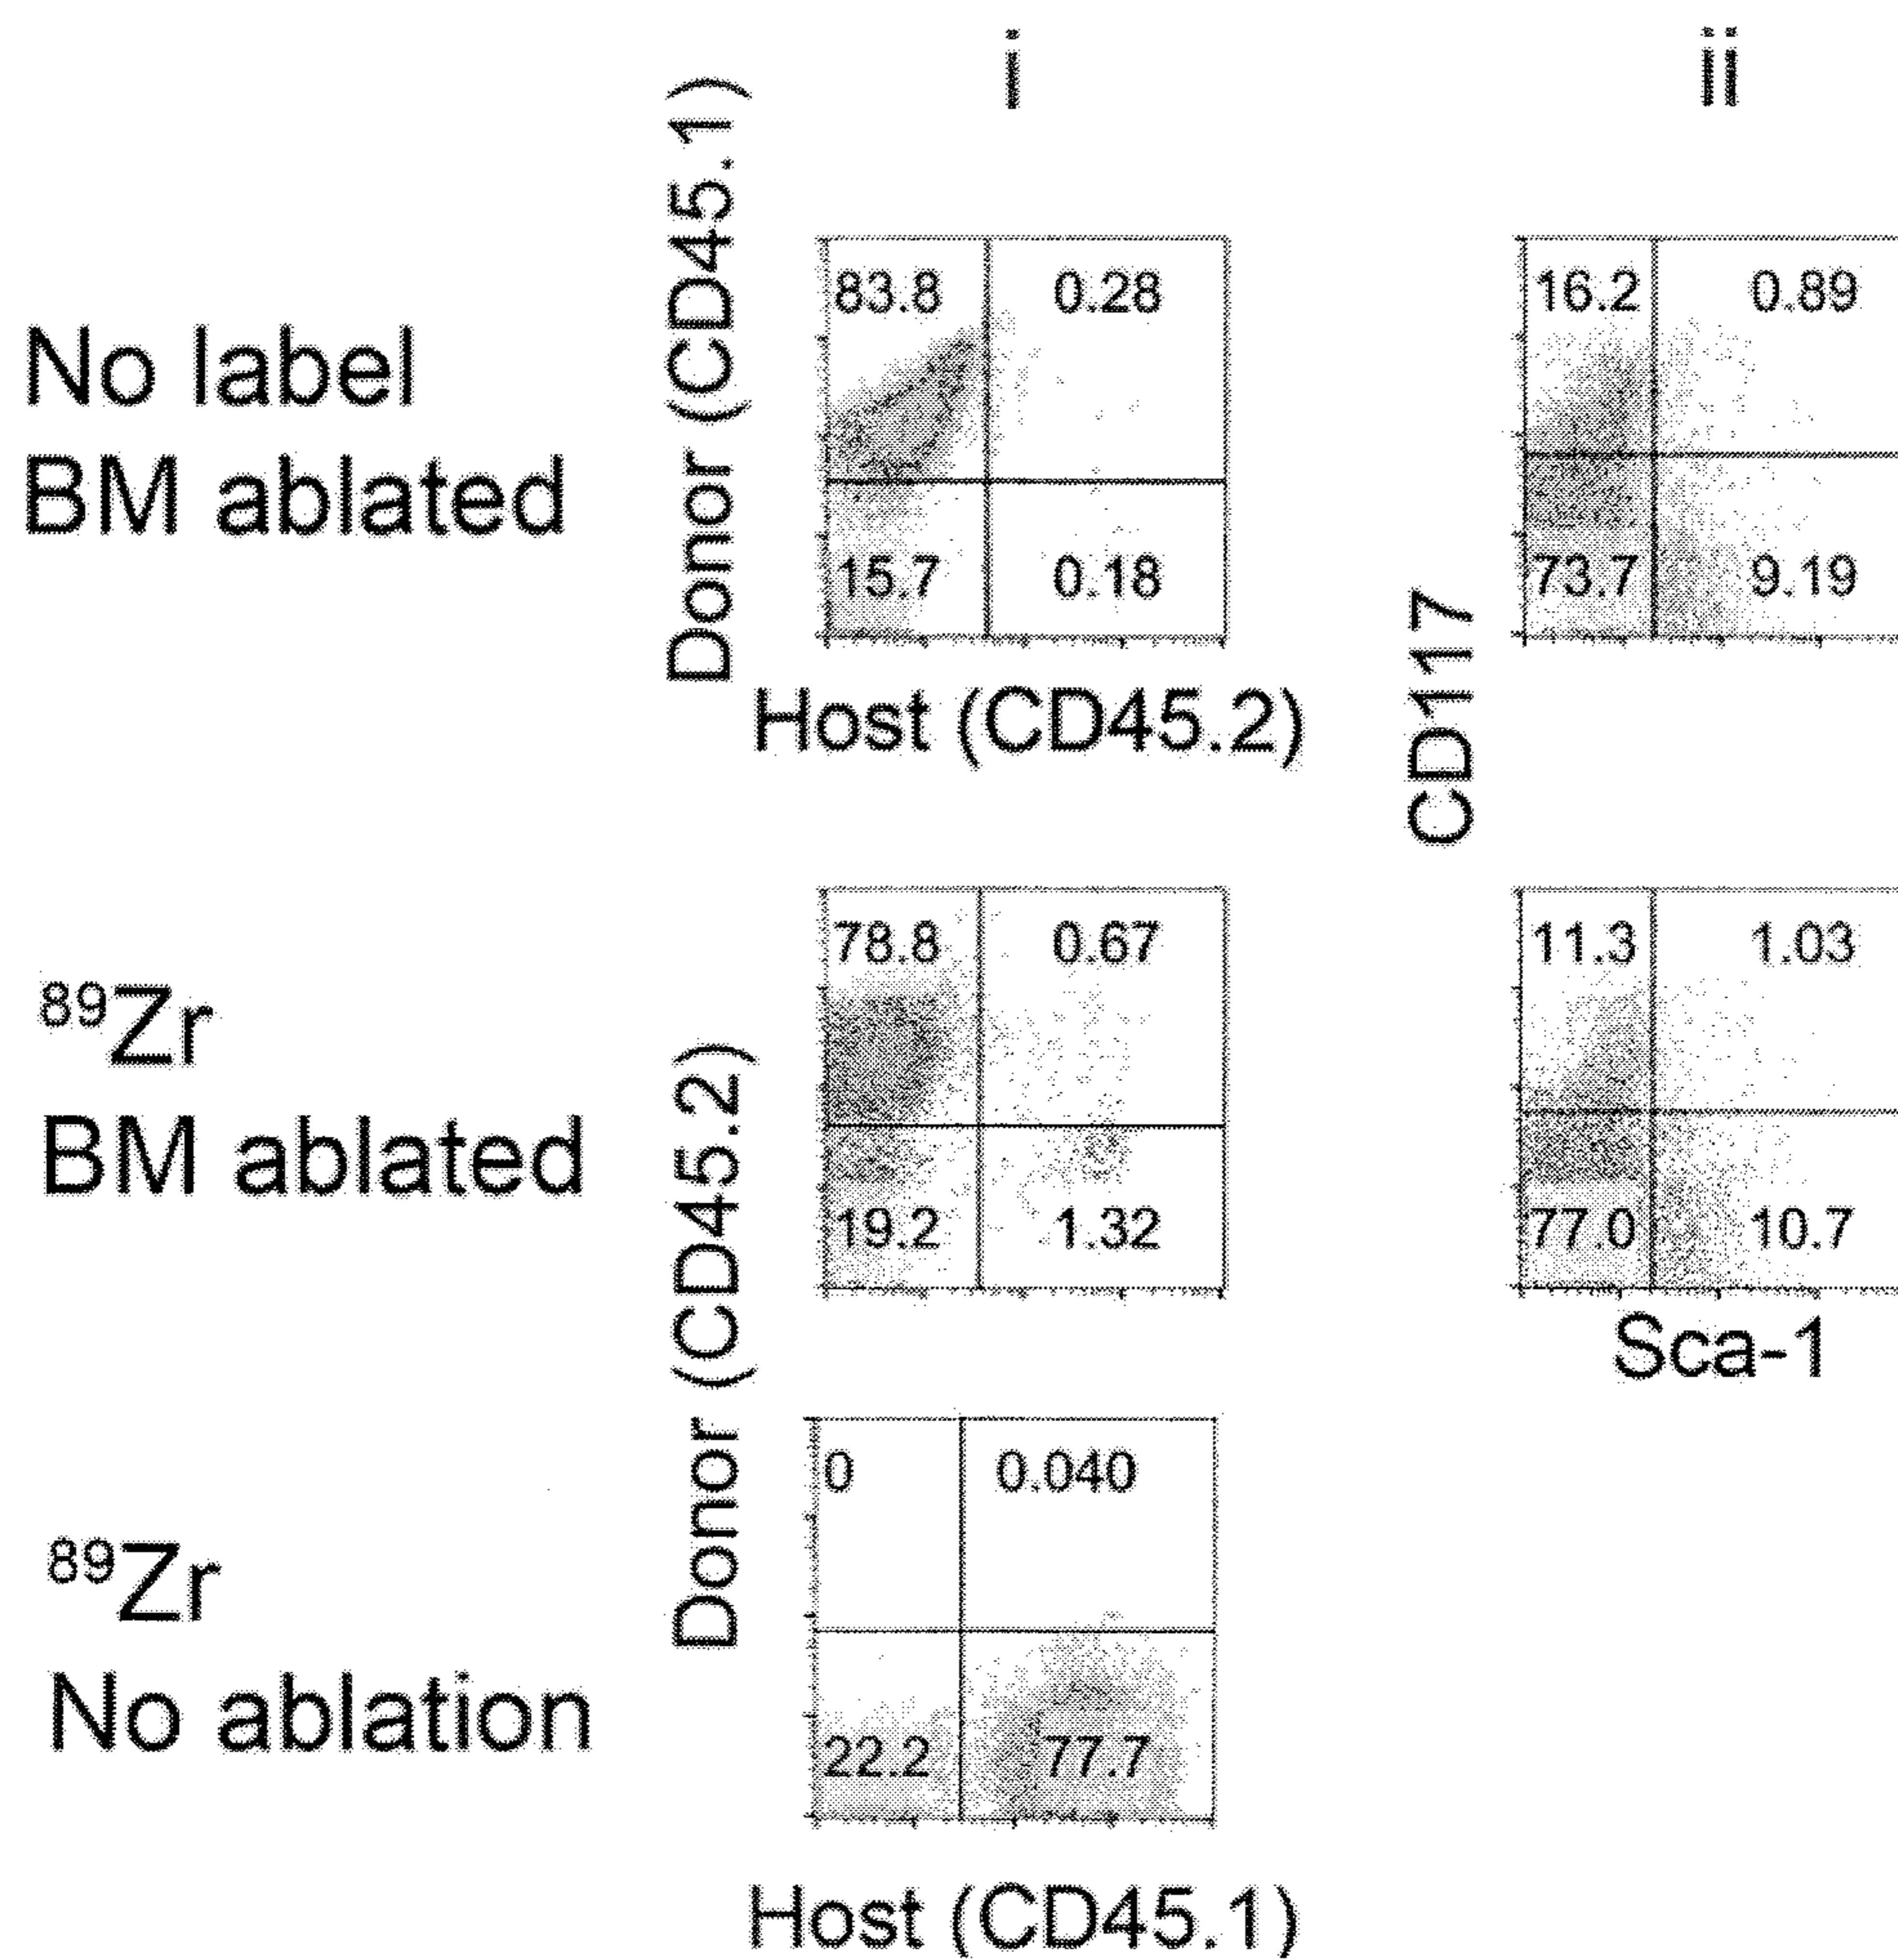 i
ii
No label
BM ablated
Donor (CD45.1)
83.8
0.28
15.7
0.18
Host (CD45.2)
CD117
16.2
0.89
73.7
9.19
⁸⁹Zr
BM ablated
Donor (CD45.2)
78.8
0.67
19.2
1.32
11.3
1.03
77.0
10.7
Sca-1
⁸⁹Zr
No ablation
0
0.040
22.2
77.7
Host (CD45.1)